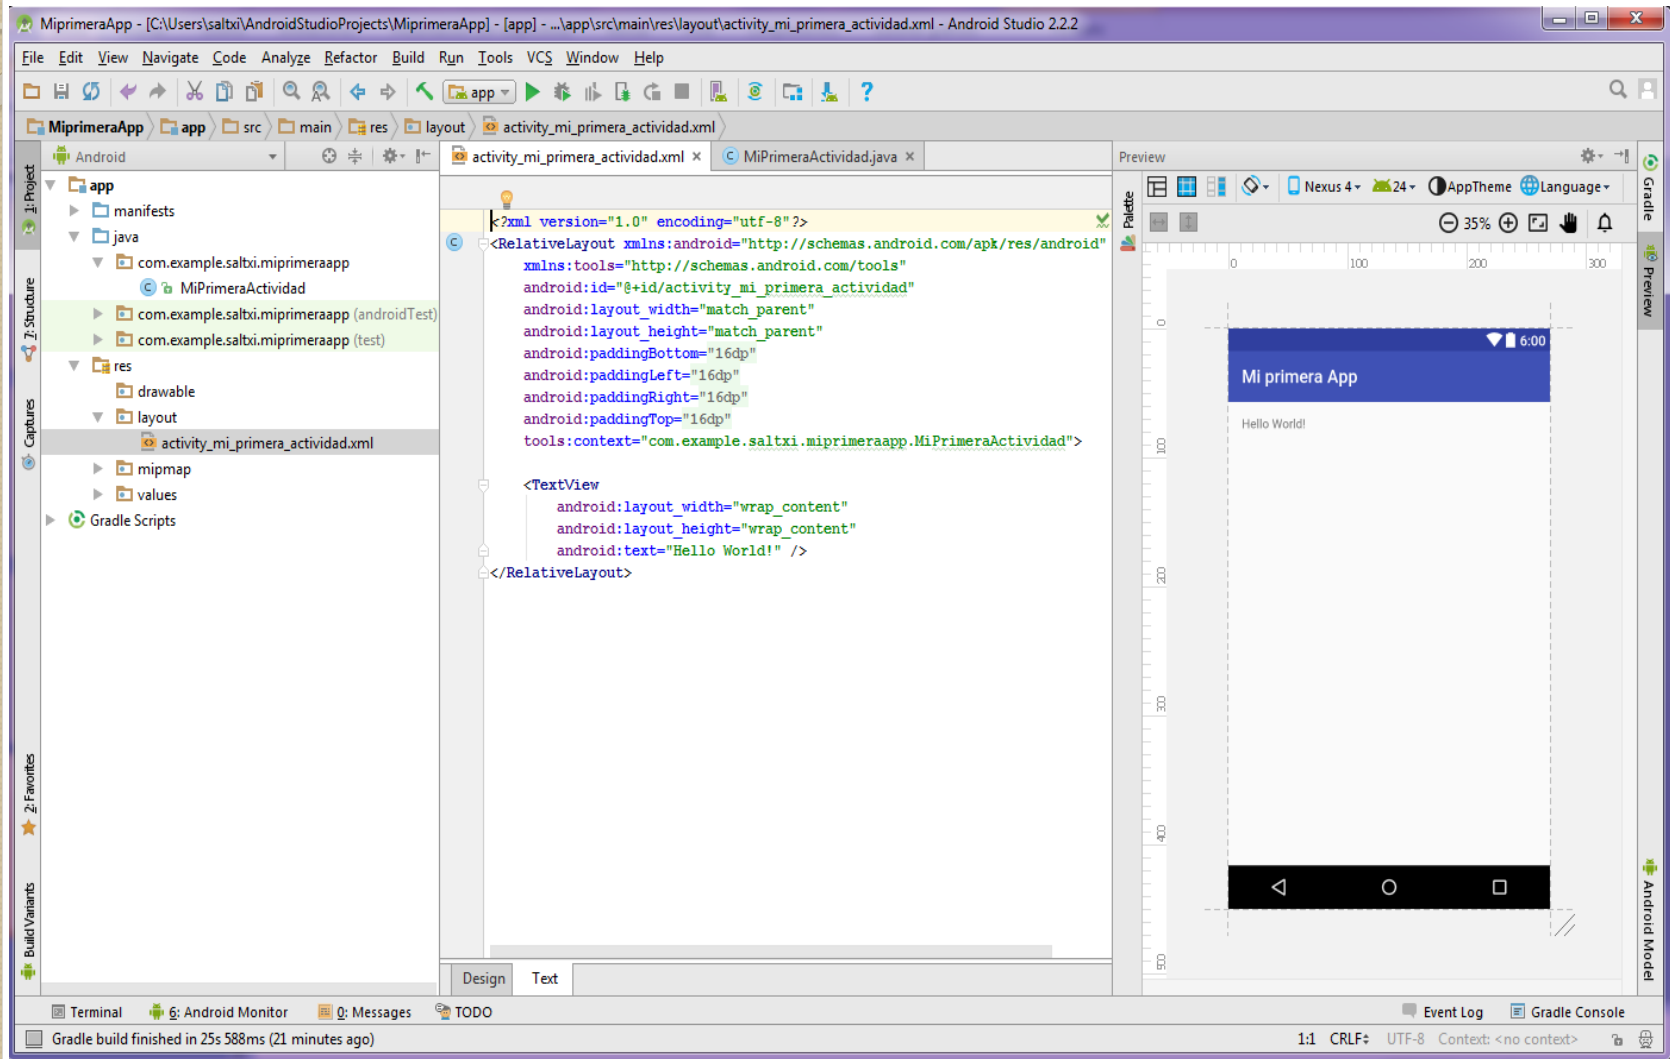 MiprimeraApp - [C:\Users\saltxi\AndroidStudioProjects\MiprimeraApp] - [app] - ...\app\src\main\res\layout\activity_mi_primera_actividad.xml - Android Studio 2.2.2
File Edit View Navigate Code Analyze Refactor Build Run Tools VCS Window Help
app
MiprimeraApp app src main res layout activity_mi_primera_actividad.xml
Android
activity_mi_primera_actividad.xml MiPrimeraActividad.java
Preview
1: Project
7: Structure
Captures
2: Favorites
Build Variants
app
manifests
java
com.example.saltxi.miprimeraapp
MiPrimeraActividad
com.example.saltxi.miprimeraapp (androidTest)
com.example.saltxi.miprimeraapp (test)
res
drawable
layout
activity_mi_primera_actividad.xml
mipmap
values
Gradle Scripts
<?xml version="1.0" encoding="utf-8"?>
<RelativeLayout xmlns:android="http://schemas.android.com/apk/res/android"
xmlns:tools="http://schemas.android.com/tools"
android:id="@+id/activity_mi_primera_actividad"
android:layout_width="match_parent"
android:layout_height="match_parent"
android:paddingBottom="16dp"
android:paddingLeft="16dp"
android:paddingRight="16dp"
android:paddingTop="16dp"
tools:context="com.example.saltxi.miprimeraapp.MiPrimeraActividad">
<TextView
android:layout_width="wrap_content"
android:layout_height="wrap_content"
android:text="Hello World!" />
</RelativeLayout>
Design Text
Palette
Nexus 4 24 AppTheme Language
35%
0 100 200 300
0
100
200
300
400
500
6:00
Mi primera App
Hello World!
Gradle
Preview
Android Model
Terminal 6: Android Monitor 0: Messages TODO
Event Log Gradle Console
Gradle build finished in 25s 588ms (21 minutes ago)
1:1 CRLF UTF-8 Context: <no context>